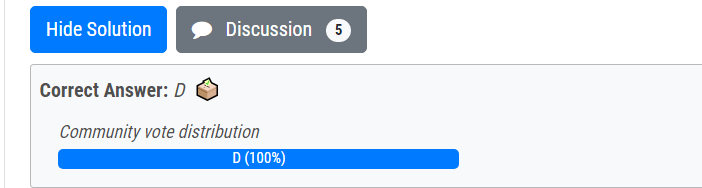 Hide Solution
Discussion 5
Correct Answer: D
Community vote distribution
D (100%)